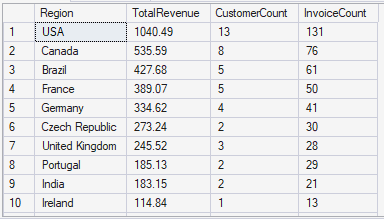 Region TotalRevenue CustomerCount InvoiceCount
1 USA 1040.49 13 131
2 Canada 535.59 8 76
3 Brazil 427.68 5 61
4 France 389.07 5 50
5 Germany 334.62 4 41
6 Czech Republic 273.24 2 30
7 United Kingdom 245.52 3 28
8 Portugal 185.13 2 29
9 India 183.15 2 21
10 Ireland 114.84 1 13